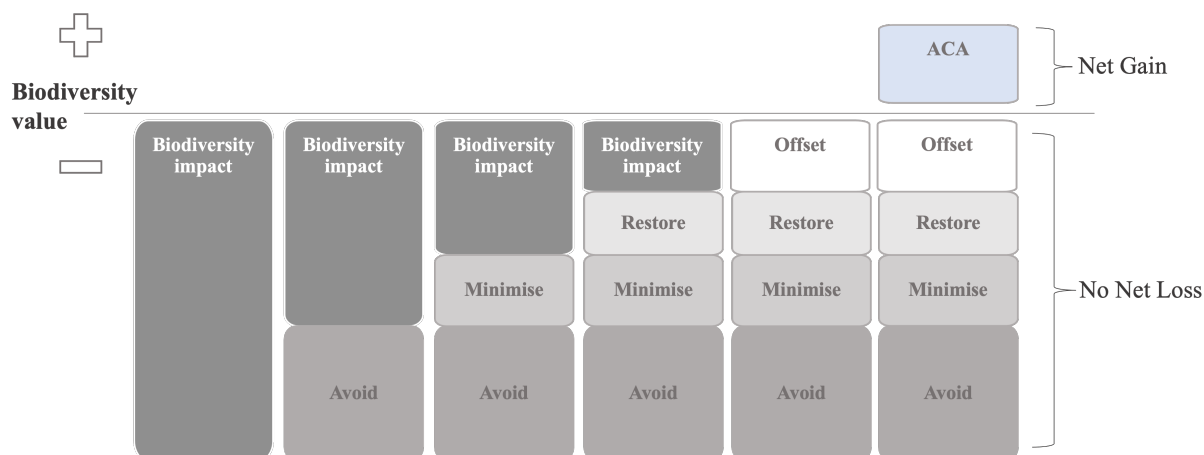 ACA
Net Gain
Biodiversity
value
Biodiversity
impact
Biodiversity
impact
Biodiversity
impact
Biodiversity
impact
Offset
Offset
Restore
Restore
Restore
Minimise
Minimise
Minimise
Minimise
No Net Loss
Avoid
Avoid
Avoid
Avoid
Avoid